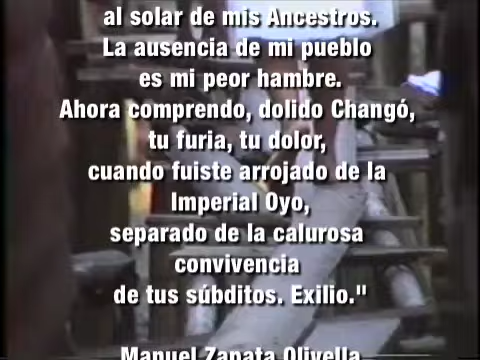 al solar de mis Ancestros.
La ausencia de mi pueblo
es mi peor hambre.
Ahora comprendo, dolido Changó,
tu furia, tu dolor,
cuando fuiste arrojado de la
Imperial Oyo,
separado de la calurosa
convivencia
de tus súbditos. Exilio."
Manuel Zapata Olivella